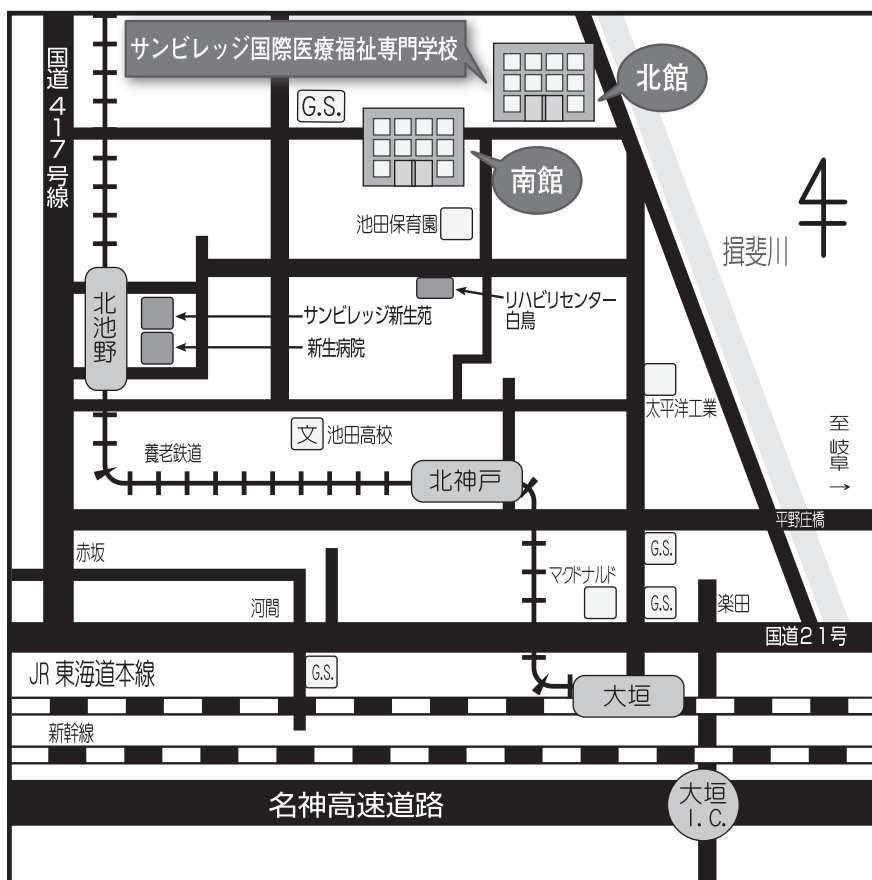 サンビレッジ国際医療福祉専門学校
北館
国道417号線
G.S.
南館
池田保育園
揖斐川
北池野
サンビレッジ新生苑
リハビリセンター
白鳥
新生病院
太平洋工業
文
池田高校
至岐阜→
養老鉄道
北神戸
平野庄橋
赤坂
G.S.
マクドナルド
河間
G.S.
楽田
国道21号
JR 東海道本線
G.S.
大垣
新幹線
名神高速道路
大垣
I.C.